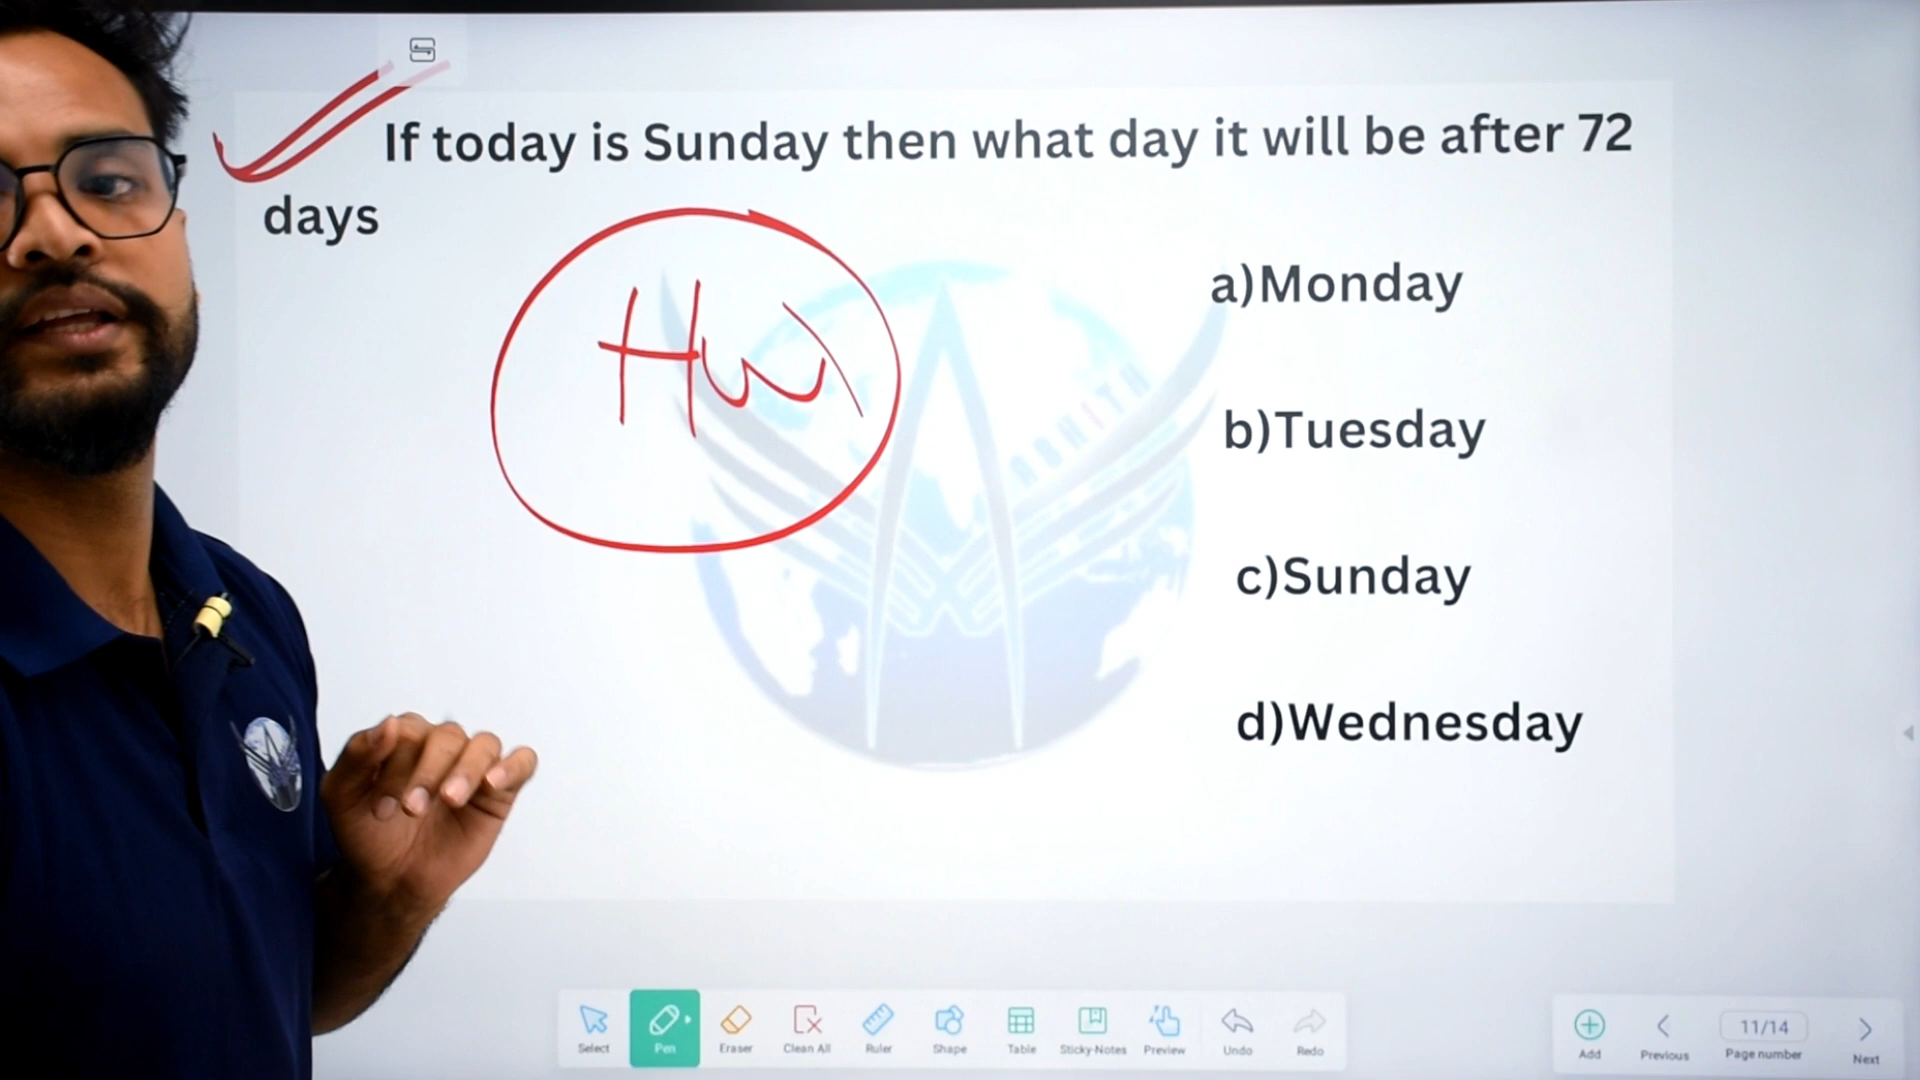 If today is Sunday then what day it will be after 72
days
HW
a)Monday
b)Tuesday
c)Sunday
d)Wednesday
ABHITH
Select
Pen
Eraser
Clean All
Ruler
Shape
Table
Sticky-Notes
Preview
Undo
Redo
Add
Previous
11/14
Page number
Next